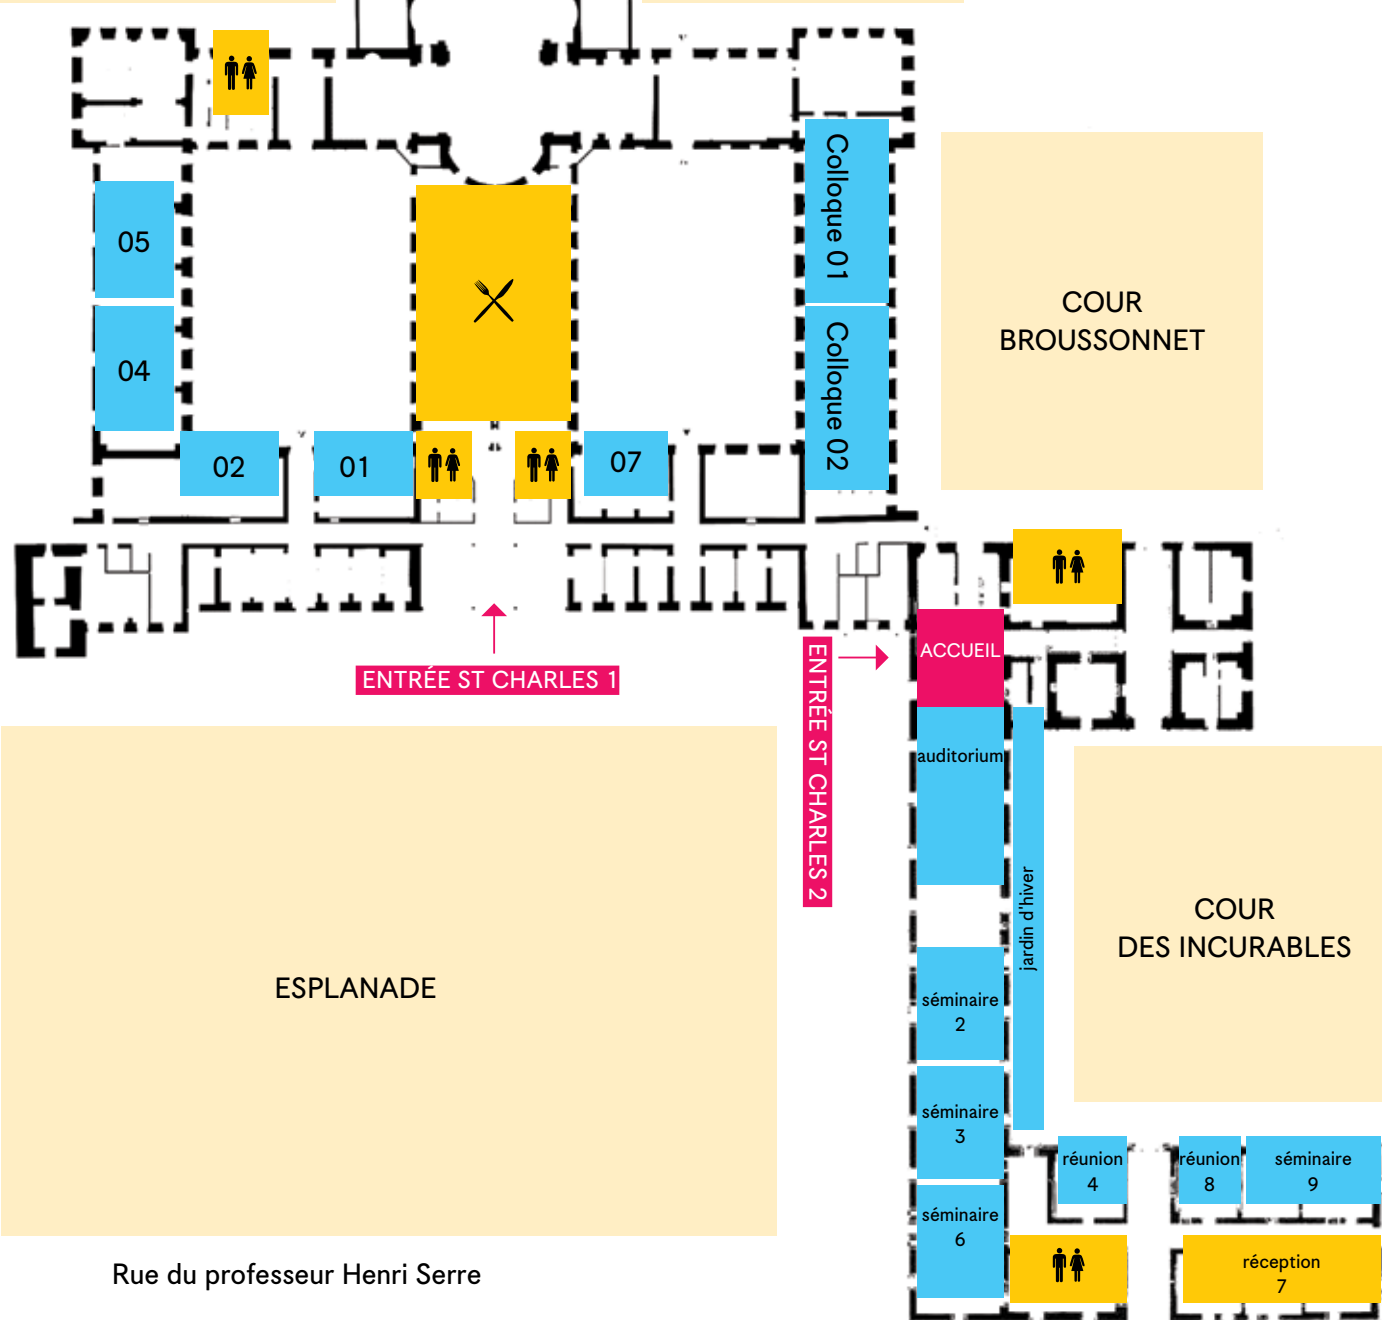 05
04
02
01
07
Colloque 01
Colloque 02
COUR
BROUSSONNET
ENTRÉE ST CHARLES 1
ENTRÉE ST CHARLES 2
ACCUEIL
auditorium
jardin d'hiver
COUR
DES INCURABLES
ESPLANADE
séminaire
2
séminaire
3
séminaire
6
réunion
4
réunion
8
séminaire
9
réception
7
Rue du professeur Henri Serre